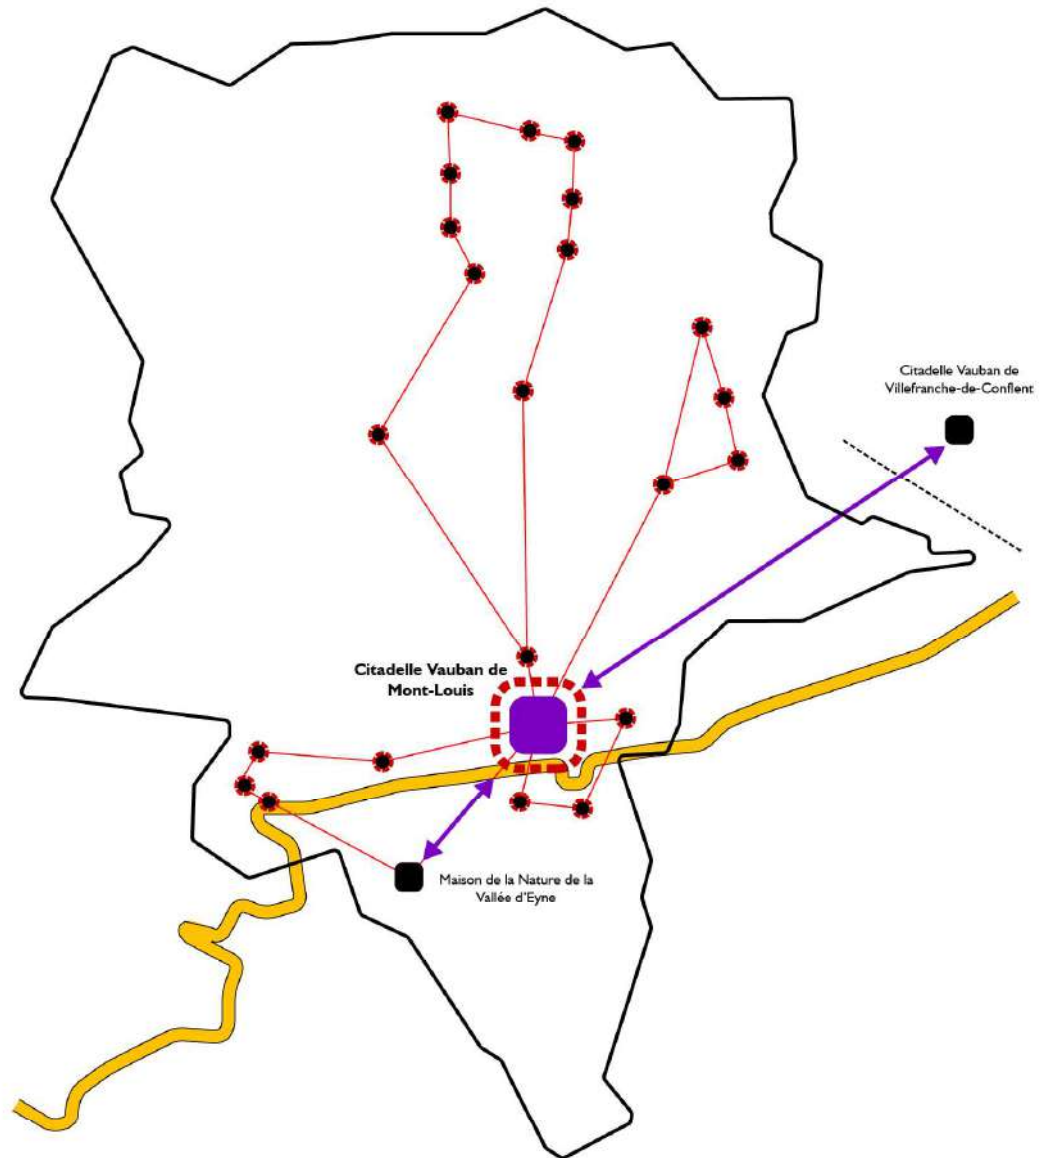 Citadelle Vauban de
Villefranche-de-Conflent
Citadelle Vauban de
Mont-Louis
Maison de la Nature de la
Vallée d'Eyne